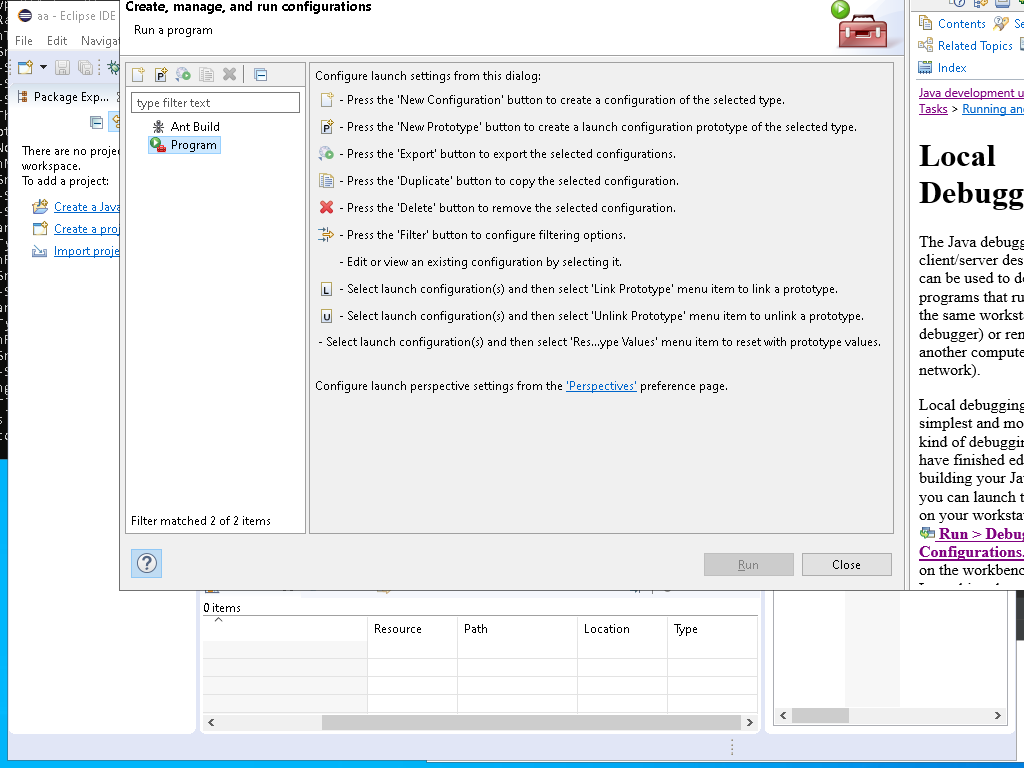 aa - Eclipse IDE
File Edit Naviga
Package Exp...
There are no proje
workspace.
To add a project:
Create a Java
Create a proj
Import proje
Create, manage, and run configurations
Run a program
type filter text
Ant Build
Program
Filter matched 2 of 2 items
Configure launch settings from this dialog:
- Press the 'New Configuration' button to create a configuration of the selected type.
- Press the 'New Prototype' button to create a launch configuration prototype of the selected type.
- Press the 'Export' button to export the selected configurations.
- Press the 'Duplicate' button to copy the selected configuration.
- Press the 'Delete' button to remove the selected configuration.
- Press the 'Filter' button to configure filtering options.
- Edit or view an existing configuration by selecting it.
L - Select launch configuration(s) and then select 'Link Prototype' menu item to link a prototype.
U - Select launch configuration(s) and then select 'Unlink Prototype' menu item to unlink a prototype.
- Select launch configuration(s) and then select 'Res...ype Values' menu item to reset with prototype values.
Configure launch perspective settings from the 'Perspectives' preference page.
Run Close
Contents Se
Related Topics
Index
Java development u
Tasks > Running and
Local
Debugg
The Java debugg
client/server des
can be used to de
programs that ru
the same worksta
debugger) or rem
another compute
network).
Local debugging
simplest and mo
kind of debuggin
have finished ed
building your Jav
you can launch t
on your worksta
Run > Debug
Configurations.
on the workbenc
0 items
Resource Path Location Type